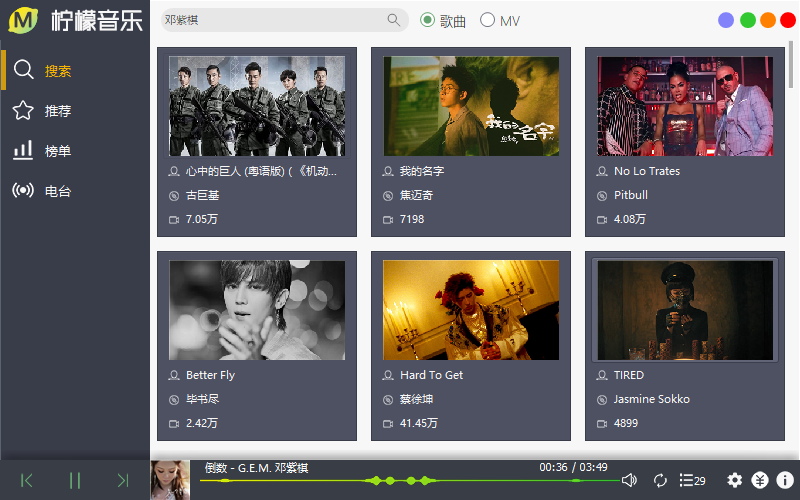 M 柠檬音乐
邓紫棋
歌曲
MV
搜索
推荐
榜单
电台
心中的巨人 (粤语版) (《机动...
古巨基
7.05万
我的名字
我的名字
焦迈奇
7198
No Lo Trates
Pitbull
4.08万
Better Fly
毕书尽
2.42万
Hard To Get
蔡徐坤
41.45万
TIRED
Jasmine Sokko
4899
倒数 - G.E.M. 邓紫棋
00:36 / 03:49
29